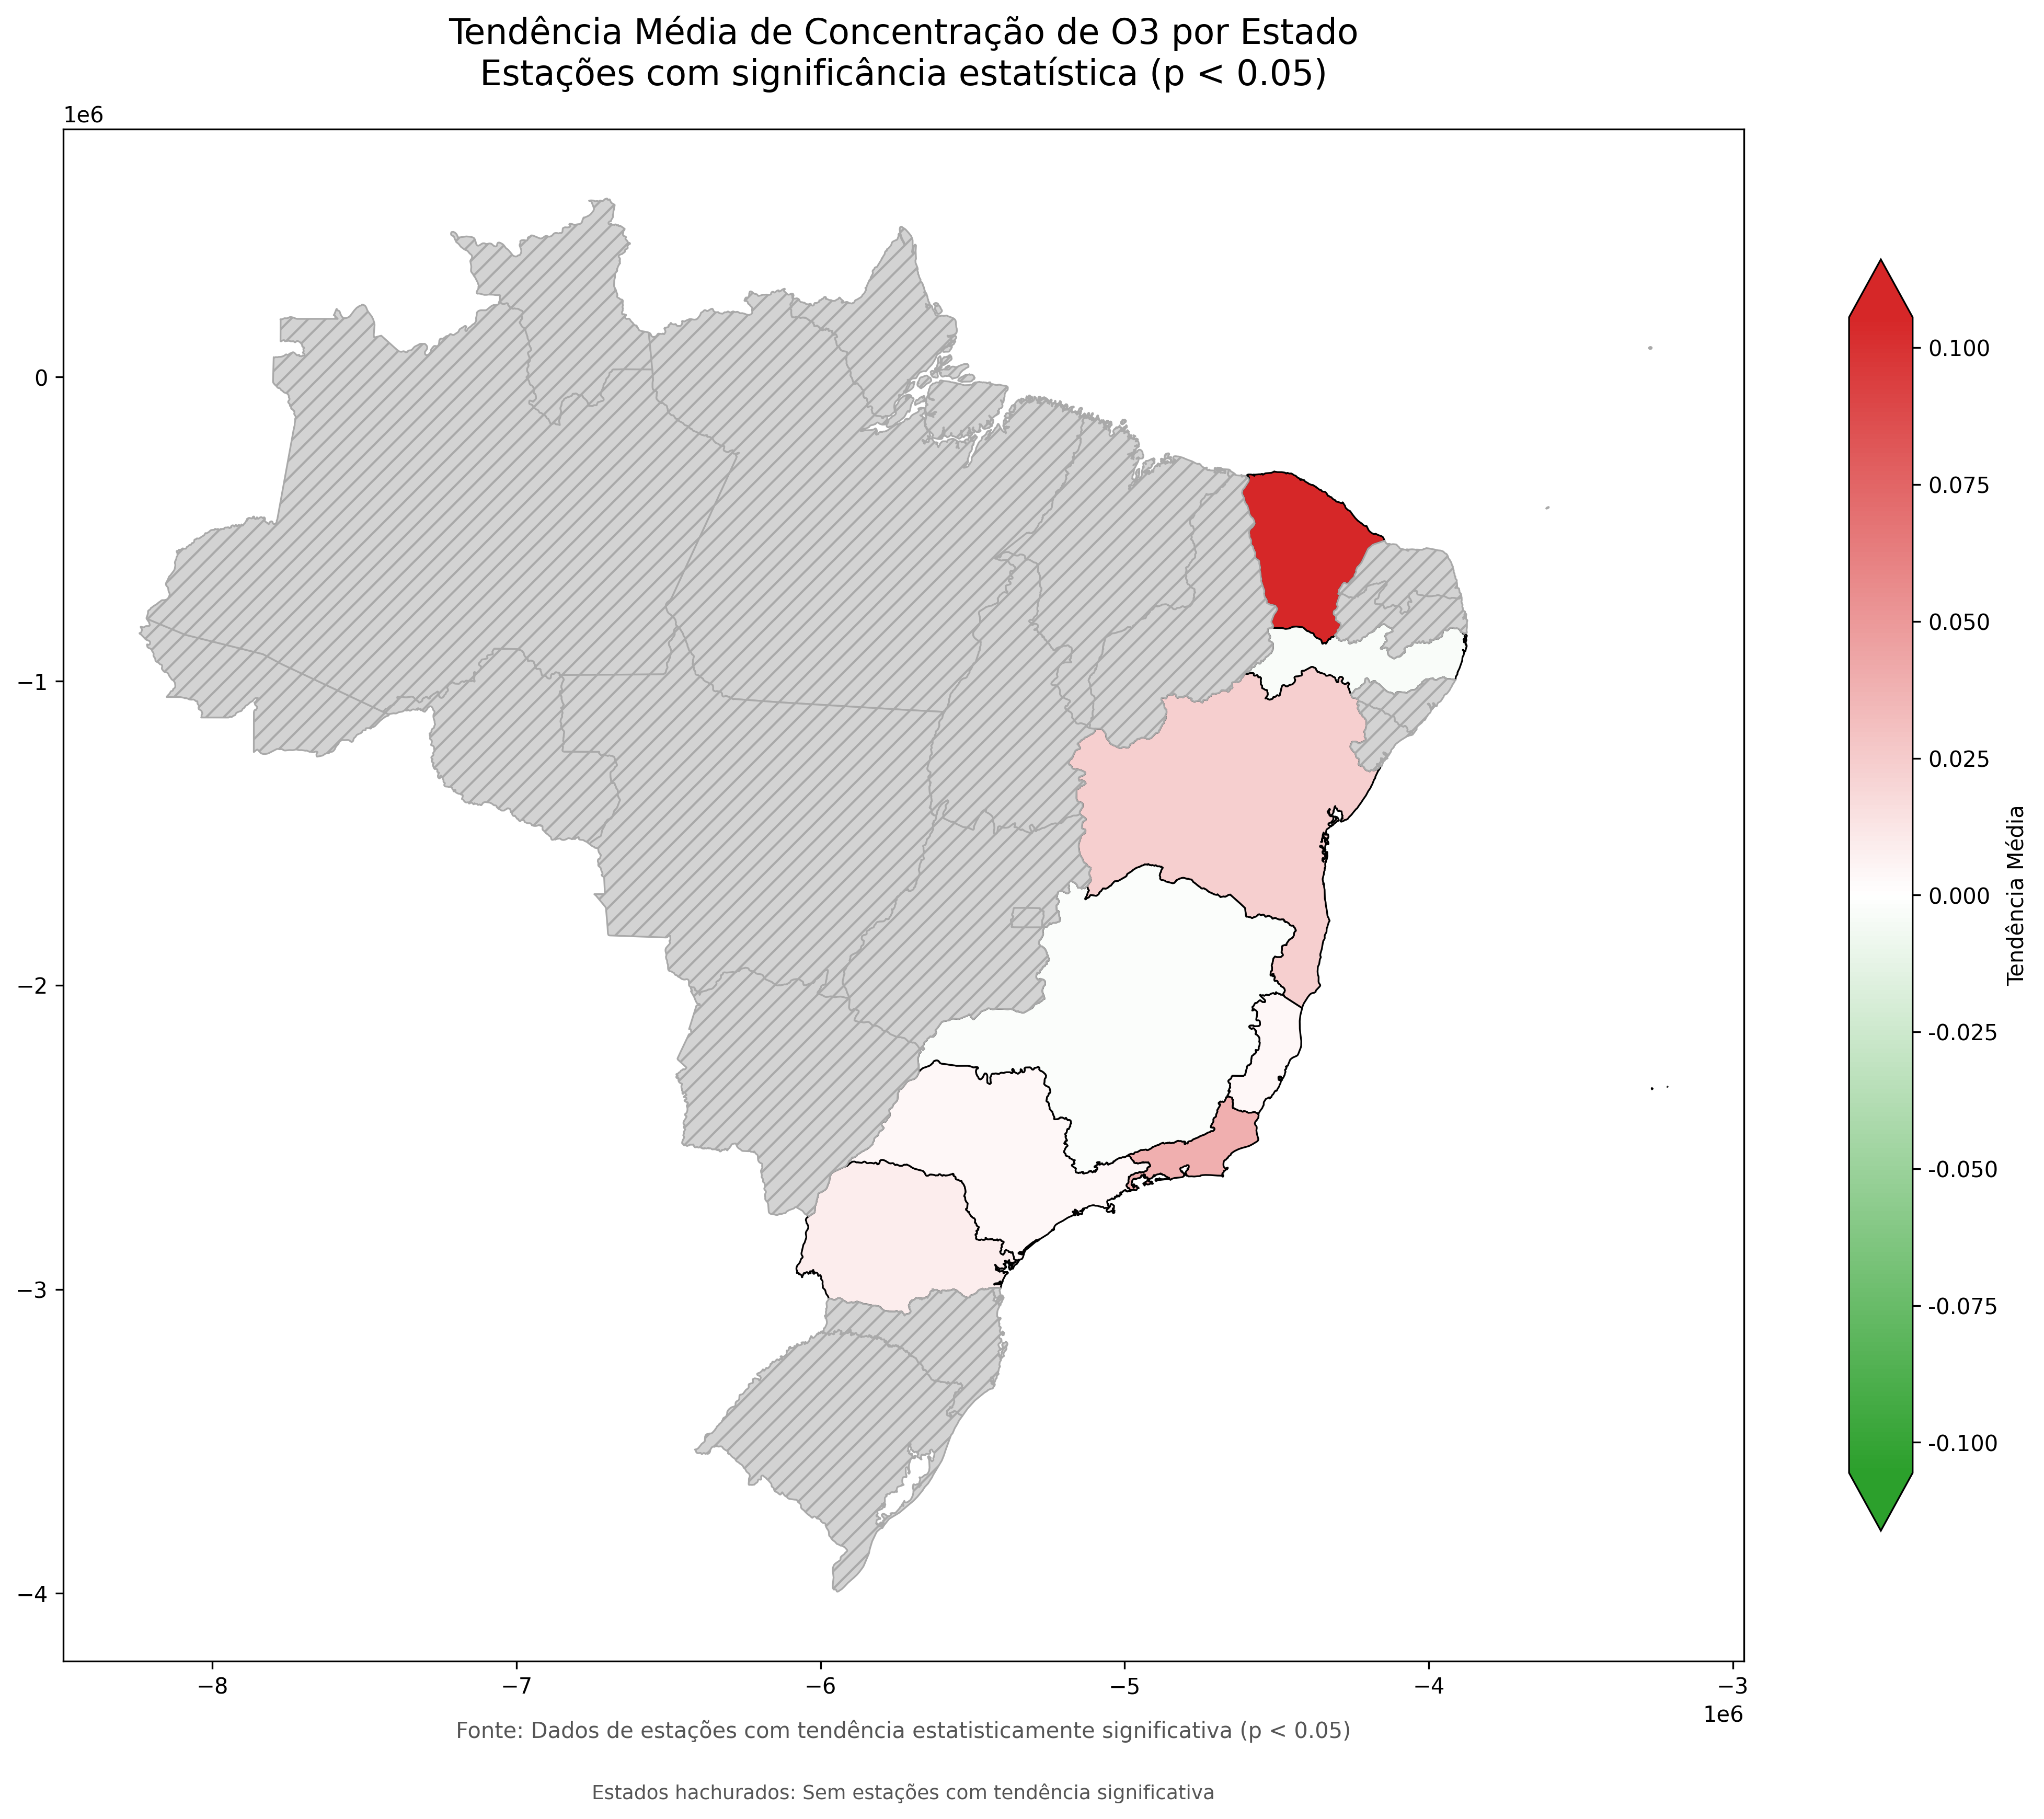 Tendência Média de Concentração de O3 por Estado
Estações com significância estatística (p < 0.05)
1e6
0
−1
−2
−3
−4
−8
−7
−6
−5
−4
−3
1e6
0.100
0.075
0.050
0.025
0.000
-0.025
-0.050
-0.075
-0.100
Tendência Média
Fonte: Dados de estações com tendência estatisticamente significativa (p < 0.05)
Estados hachurados: Sem estações com tendência significativa